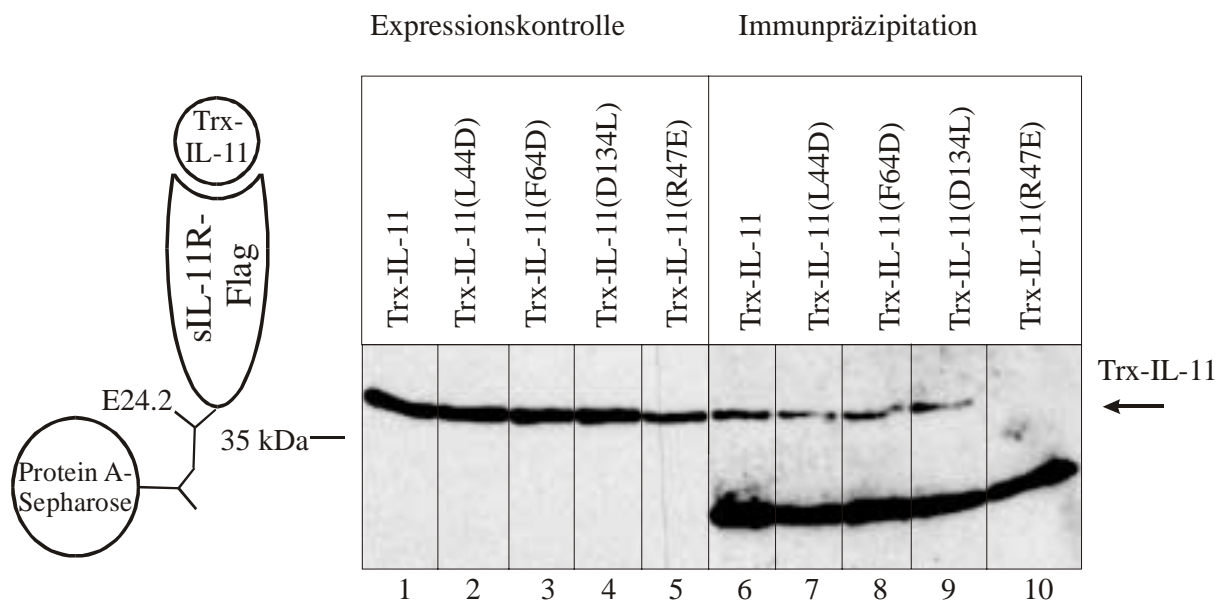 Expressionskontrolle
Immunpräzipitation
Trx-
IL-11
sIL-11R-
Flag
E24.2
Protein A-
Sepharose
35 kDa
Trx-IL-11
Trx-IL-11(L44D)
Trx-IL-11(F64D)
Trx-IL-11(D134L)
Trx-IL-11(R47E)
Trx-IL-11
Trx-IL-11(L44D)
Trx-IL-11(F64D)
Trx-IL-11(D134L)
Trx-IL-11(R47E)
Trx-IL-11
1 2 3 4 5 6 7 8 9 10